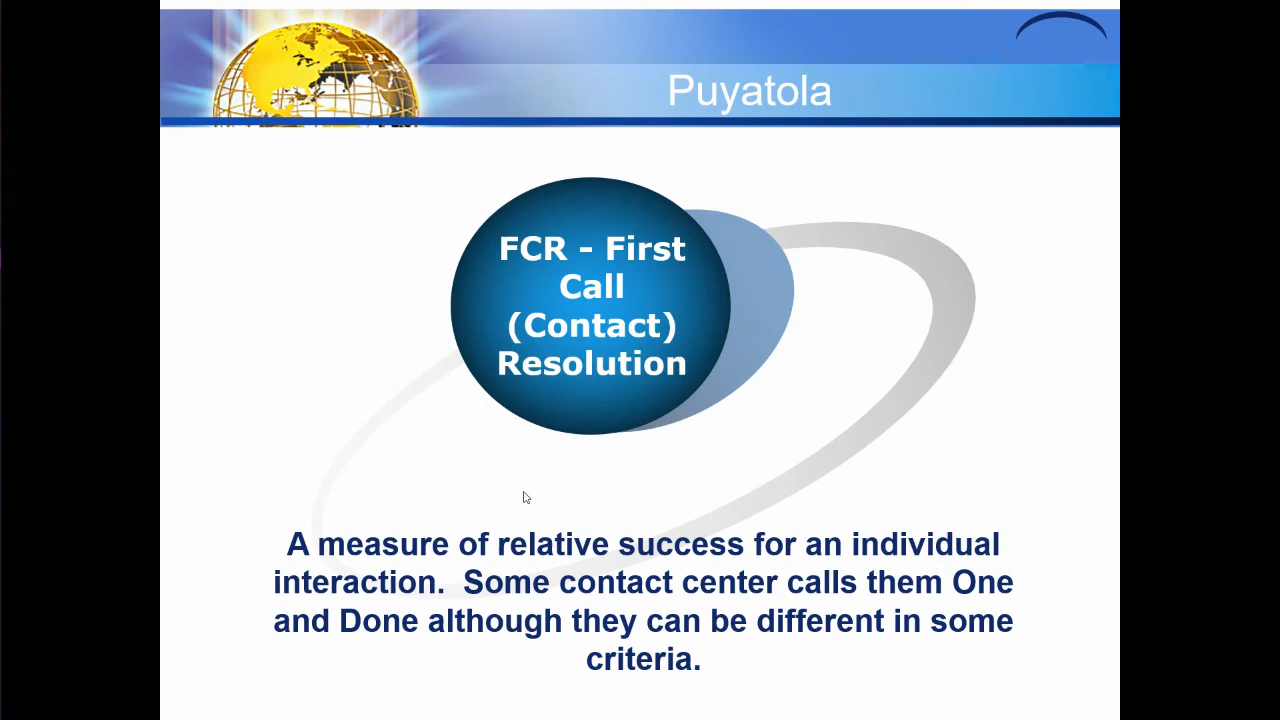 Puyatola
FCR - First
Call
(Contact)
Resolution
A measure of relative success for an individual
interaction.  Some contact center calls them One
and Done although they can be different in some
criteria.